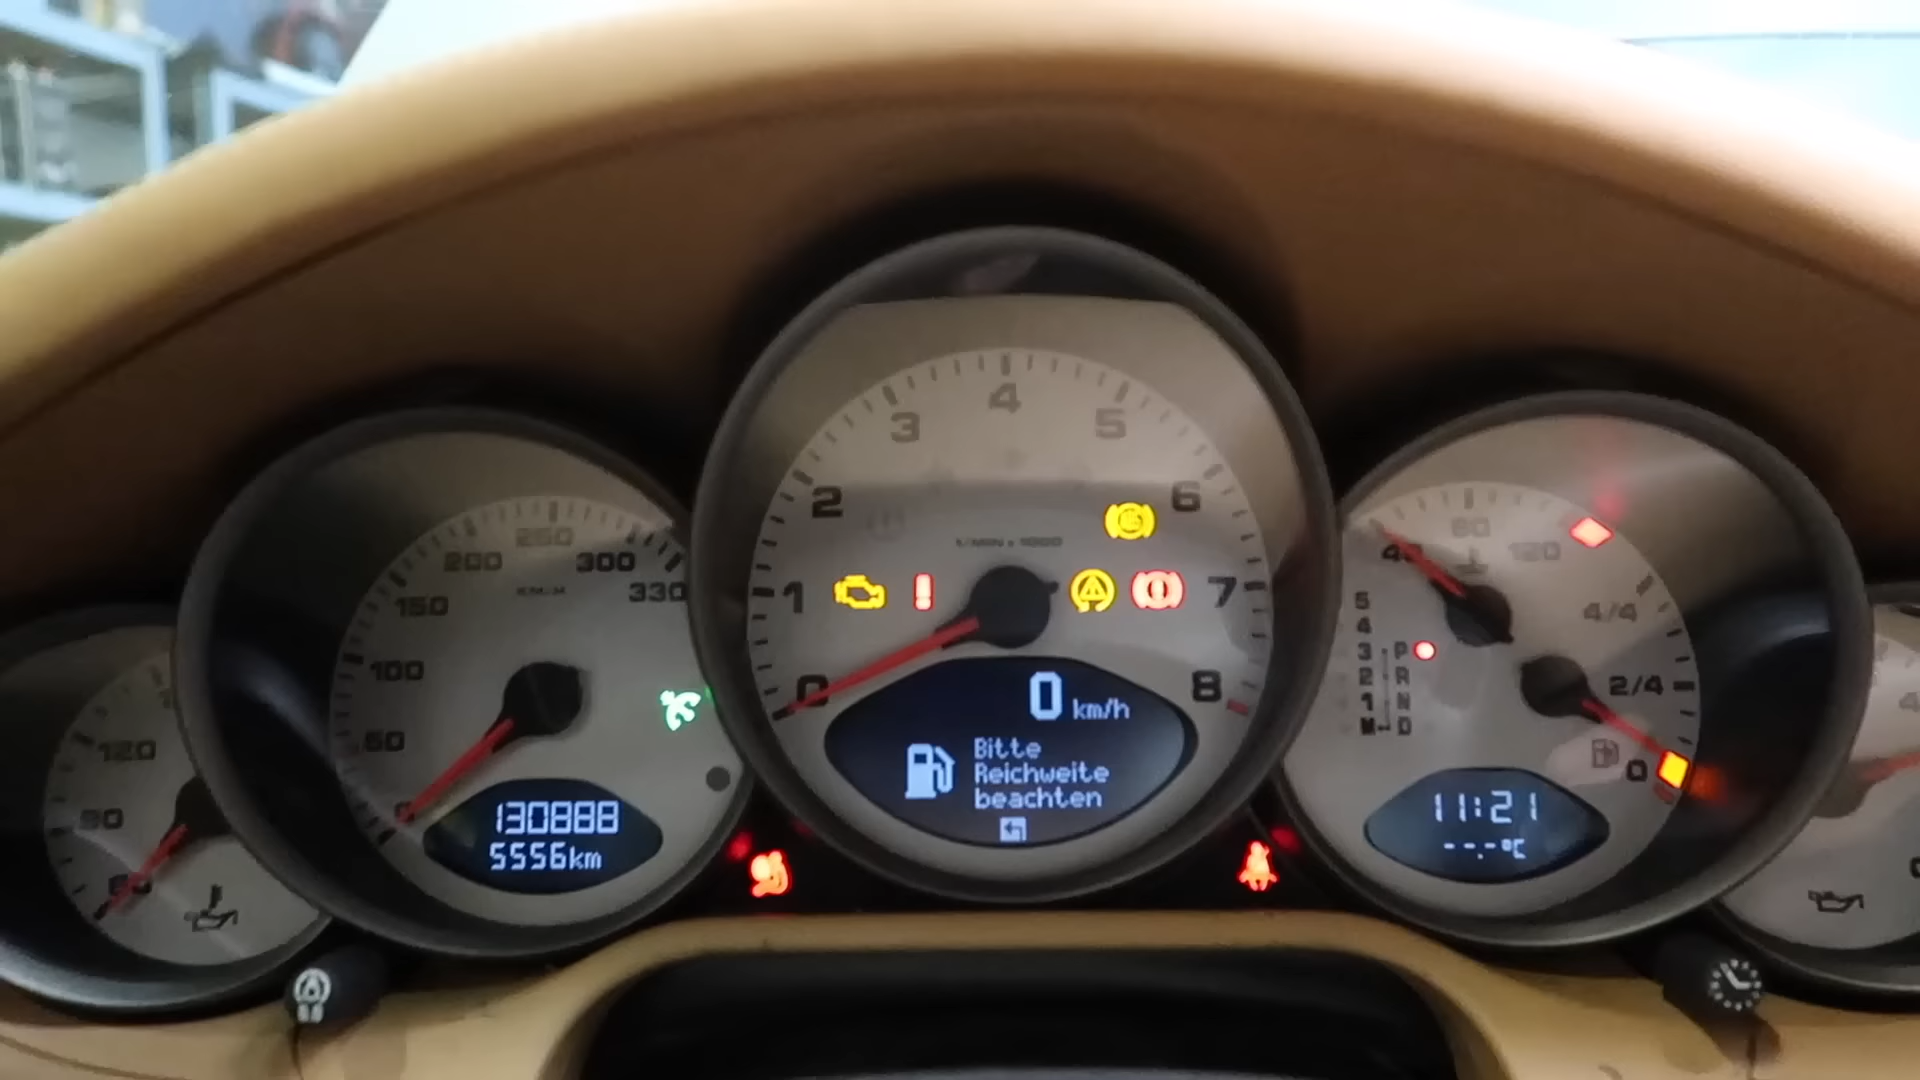 120
90
60
50
100
150
200
250
300
330
KM/H
130888
5556km
0
1
2
3
4
5
6
7
8
1/MIN x 1000
0 km/h
Bitte
Reichweite
beachten
40
80
120
5
4
3 P
2 R
1 N
M D
4/4
2/4
0
11:21
--.-°C